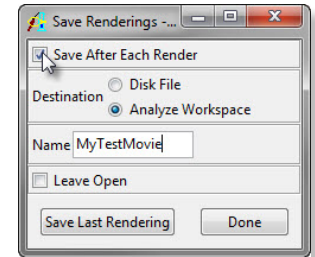 Save Renderings -...
Save After Each Render
Destination
Disk File
Analyze Workspace
Name MyTestMovie
Leave Open
Save Last Rendering Done